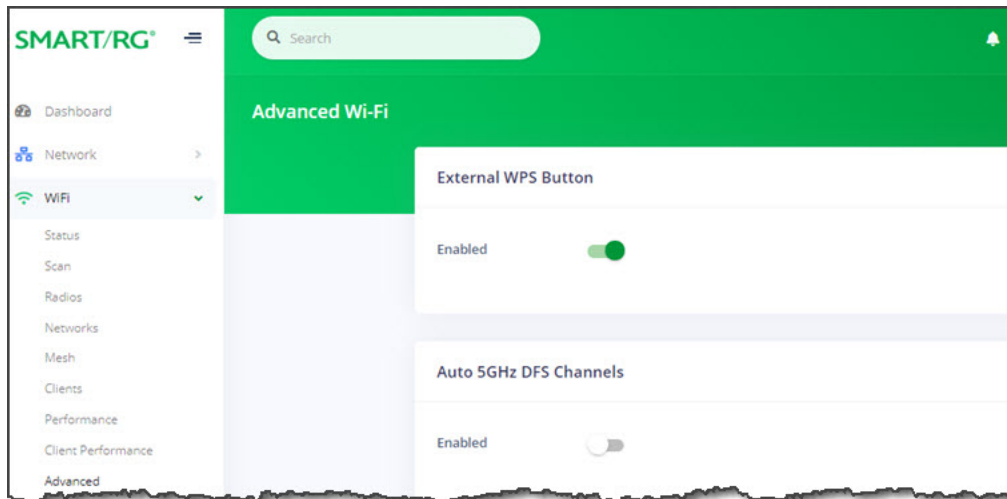 SMART/RG®
Search
Dashboard
Network
WiFi
Status
Scan
Radios
Networks
Mesh
Clients
Performance
Client Performance
Advanced
Advanced Wi-Fi
External WPS Button
Enabled
Auto 5GHz DFS Channels
Enabled